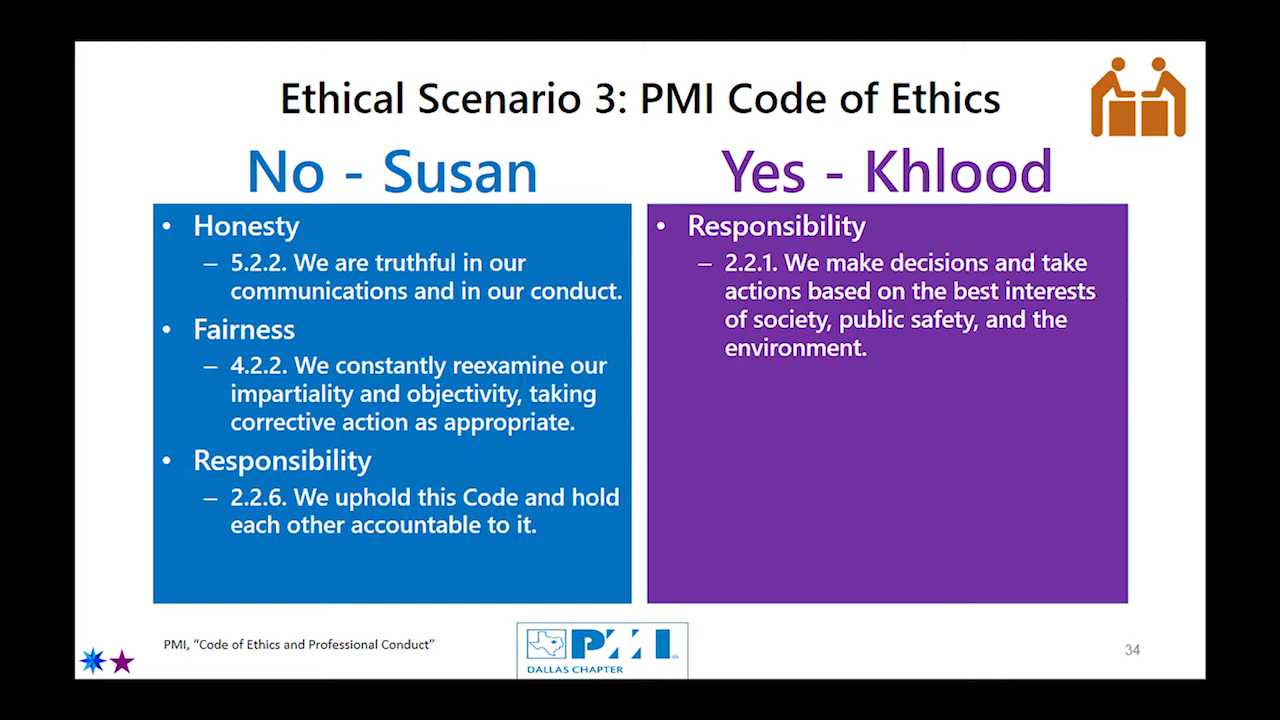 Ethical Scenario 3: PMI Code of Ethics
No - Susan
• Honesty
– 5.2.2. We are truthful in our
communications and in our conduct.
• Fairness
– 4.2.2. We constantly reexamine our
impartiality and objectivity, taking
corrective action as appropriate.
• Responsibility
– 2.2.6. We uphold this Code and hold
each other accountable to it.
Yes - Khlood
• Responsibility
– 2.2.1. We make decisions and take
actions based on the best interests
of society, public safety, and the
environment.
PMI, “Code of Ethics and Professional Conduct”
PMI®
DALLAS CHAPTER
34